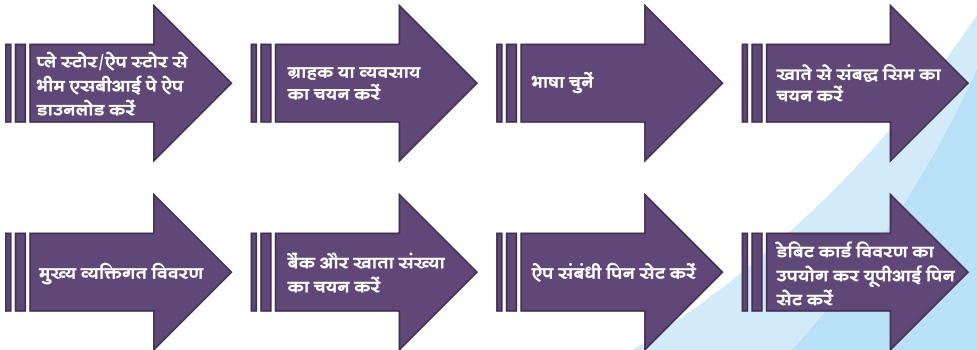 प्ले स्टोर/ऐप स्टोर से
भीम एसबीआई पे ऐप
डाउनलोड करें
ग्राहक या व्यवसाय
का चयन करें
भाषा चुनें
खाते से संबद्ध सिम का
चयन करें
मुख्य व्यक्तिगत विवरण
बैंक और खाता संख्या
का चयन करें
ऐप संबंधी पिन सेट करें
डेबिट कार्ड विवरण का
उपयोग कर यूपीआई पिन
सेट करें